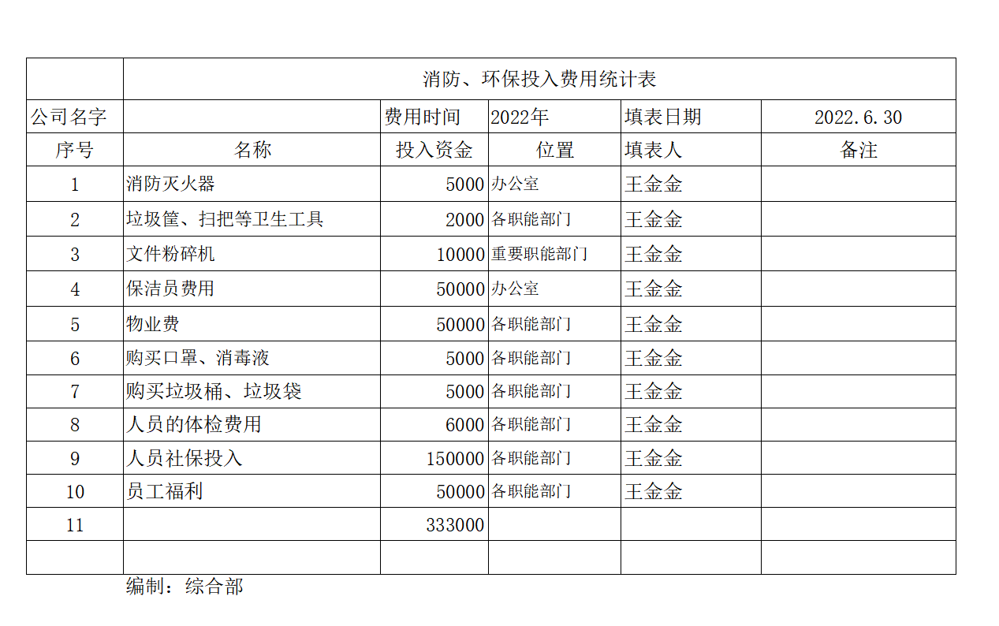 消防、环保投入费用统计表
公司名字 费用时间 2022年 填表日期 2022.6.30
序号 名称 投入资金 位置 填表人 备注
1 消防灭火器 5000 办公室 王金金
2 垃圾筐、扫把等卫生工具 2000 各职能部门 王金金
3 文件粉碎机 10000 重要职能部门 王金金
4 保洁员费用 50000 办公室 王金金
5 物业费 50000 各职能部门 王金金
6 购买口罩、消毒液 5000 各职能部门 王金金
7 购买垃圾桶、垃圾袋 5000 各职能部门 王金金
8 人员的体检费用 6000 各职能部门 王金金
9 人员社保投入 150000 各职能部门 王金金
10 员工福利 50000 各职能部门 王金金
11 333000
编制：综合部